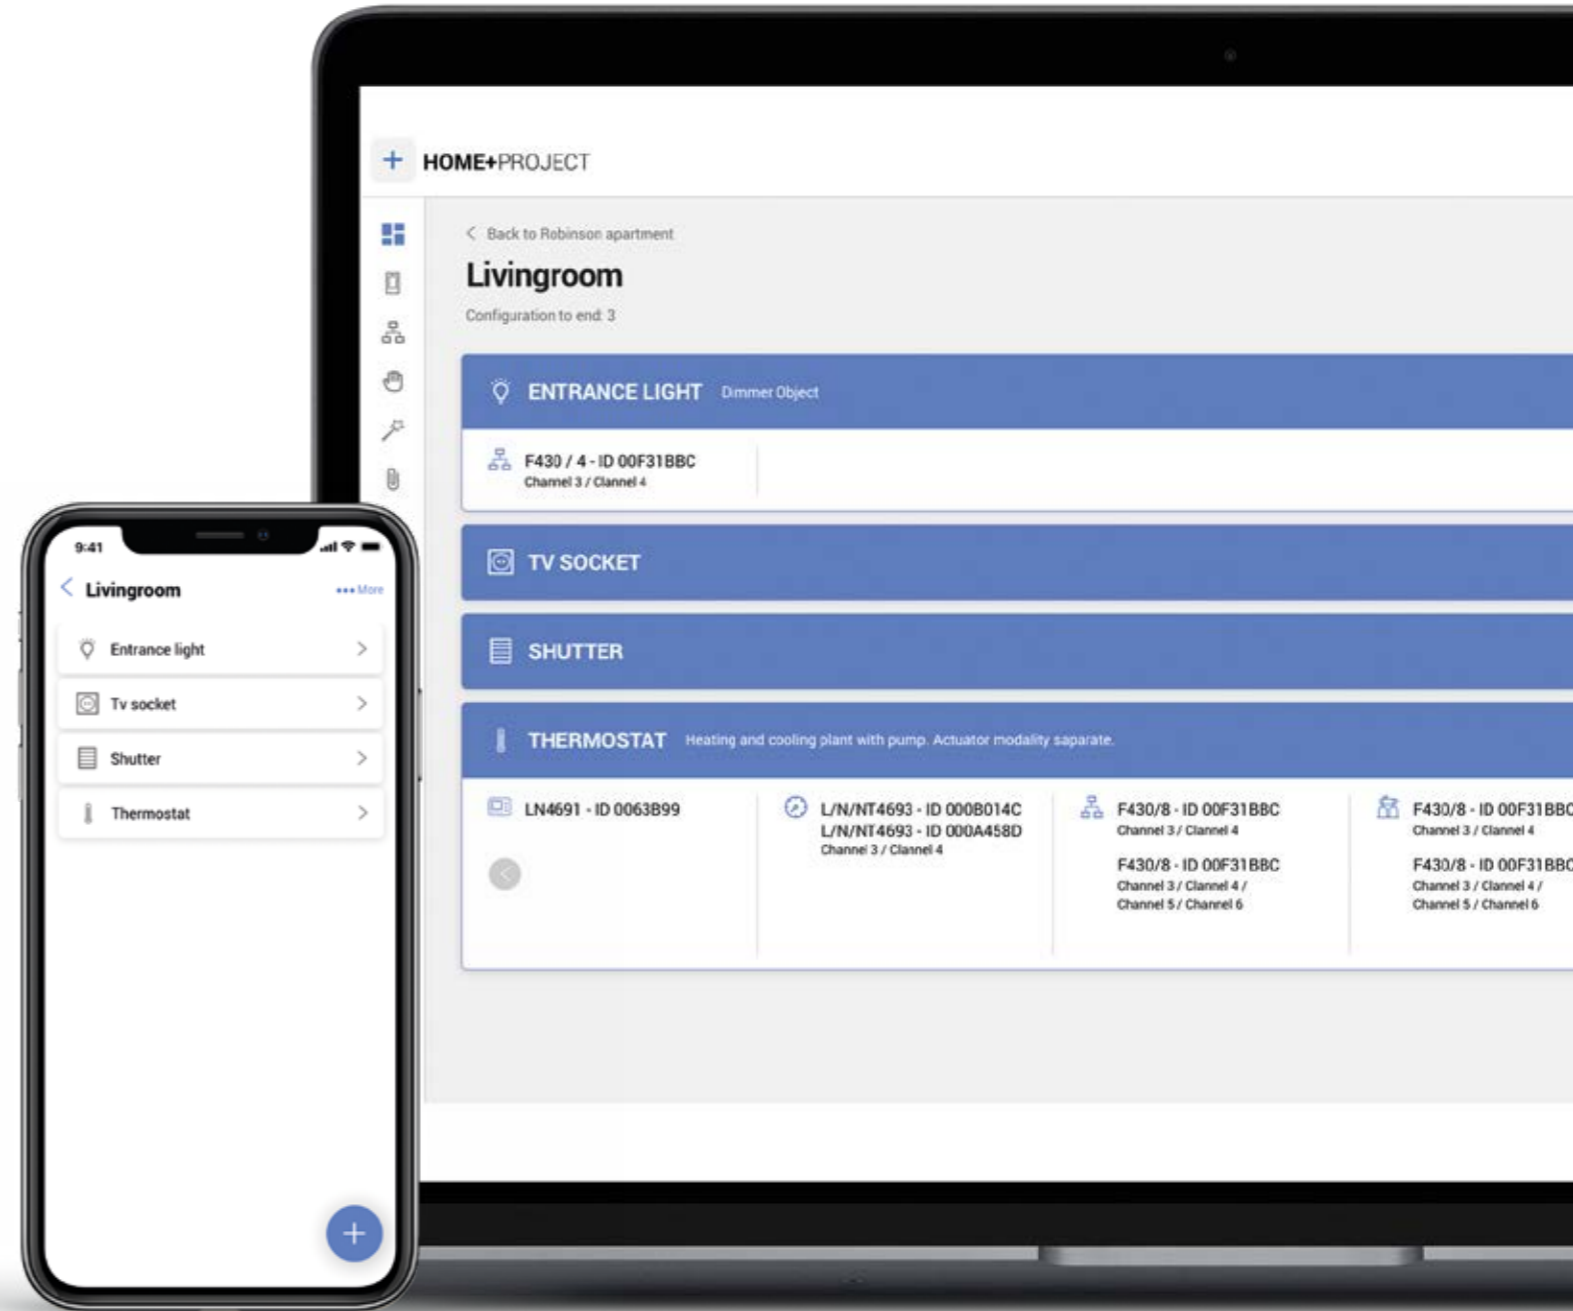 HOME+PROJECT
Back to Robinson apartment
Livingroom
Configuration to end: 3
ENTRANCE LIGHT Dimmer Object
F430 / 4 - ID 00F31BBC
Channel 3 / Clannel 4
TV SOCKET
SHUTTER
THERMOSTAT Heating and cooling plant with pump. Actuator modality saparate.
LN4691 - ID 0063B99
L/N/NT4693 - ID 000B014C
L/N/NT4693 - ID 000A458D
Channel 3 / Clannel 4
F430/8 - ID 00F31BBC
Channel 3 / Clannel 4
F430/8 - ID 00F31BBC
Channel 3 / Clannel 4 /
Channel 5 / Channel 6
F430/8 - ID 00F31BBC
Channel 3 / Clannel 4
F430/8 - ID 00F31BBC
Channel 3 / Clannel 4 /
Channel 5 / Channel 6
9:41
Livingroom
More
Entrance light
Tv socket
Shutter
Thermostat